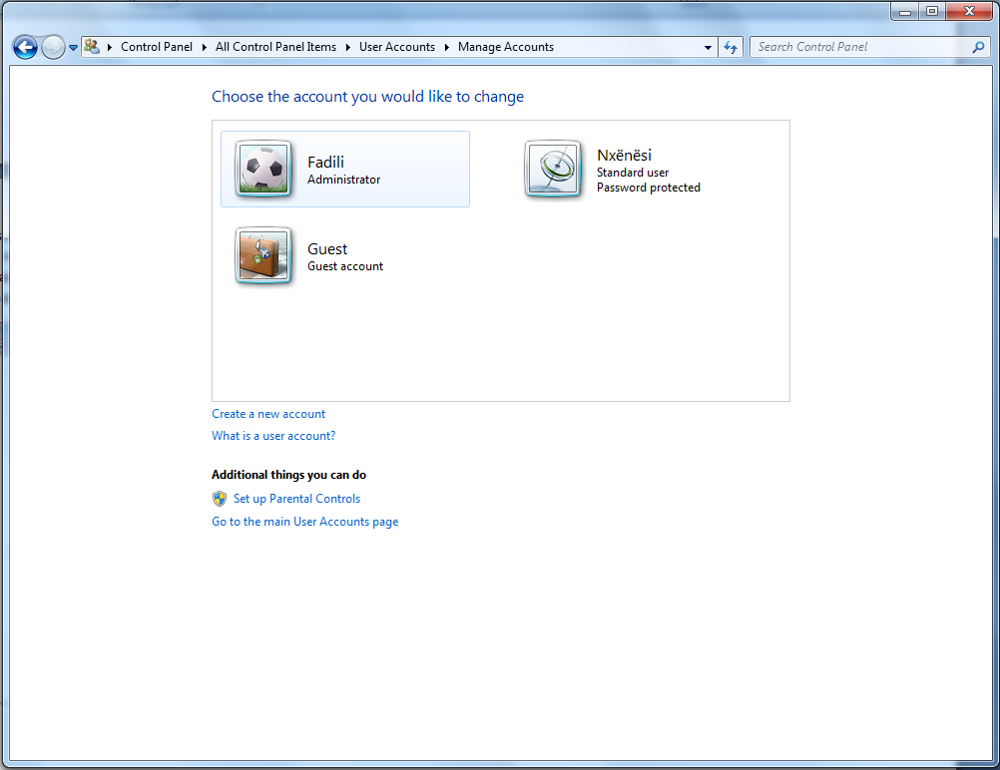 Control Panel All Control Panel Items User Accounts Manage Accounts
Search Control Panel
Choose the account you would like to change
Fadili
Administrator
Nxënësi
Standard user
Password protected
Guest
Guest account
Create a new account
What is a user account?
Additional things you can do
Set up Parental Controls
Go to the main User Accounts page